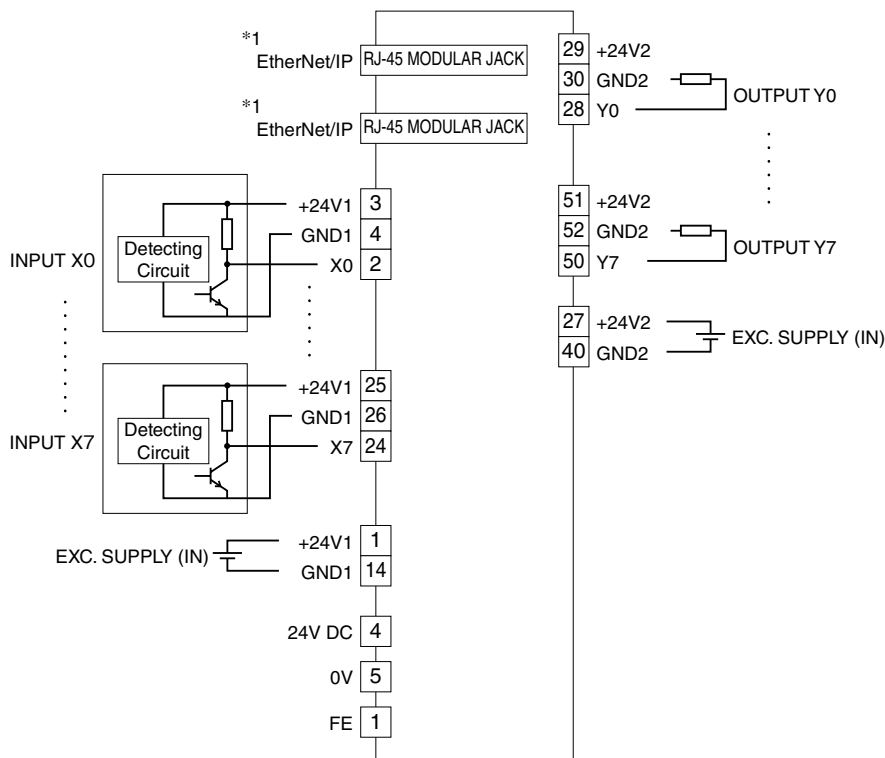 *1
EtherNet/IP RJ-45 MODULAR JACK
*1
EtherNet/IP RJ-45 MODULAR JACK
INPUT X0
Detecting
Circuit
+24V1 3
GND1 4
X0 2
INPUT X7
Detecting
Circuit
+24V1 25
GND1 26
X7 24
EXC. SUPPLY (IN)
+24V1 1
GND1 14
24V DC 4
0V 5
FE 1
29 +24V2
30 GND2
28 Y0
OUTPUT Y0
51 +24V2
52 GND2
50 Y7
OUTPUT Y7
27 +24V2
40 GND2
EXC. SUPPLY (IN)